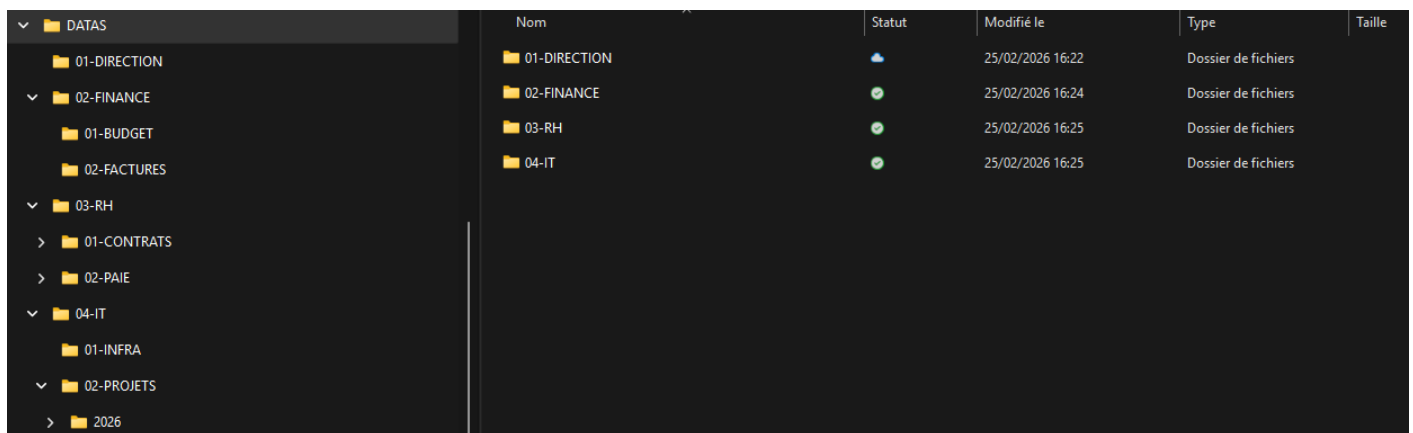 DATAS
01-DIRECTION
02-FINANCE
01-BUDGET
02-FACTURES
03-RH
01-CONTRATS
02-PAIE
04-IT
01-INFRA
02-PROJETS
2026
Nom Statut Modifié le Type Taille
01-DIRECTION 25/02/2026 16:22 Dossier de fichiers
02-FINANCE 25/02/2026 16:24 Dossier de fichiers
03-RH 25/02/2026 16:25 Dossier de fichiers
04-IT 25/02/2026 16:25 Dossier de fichiers